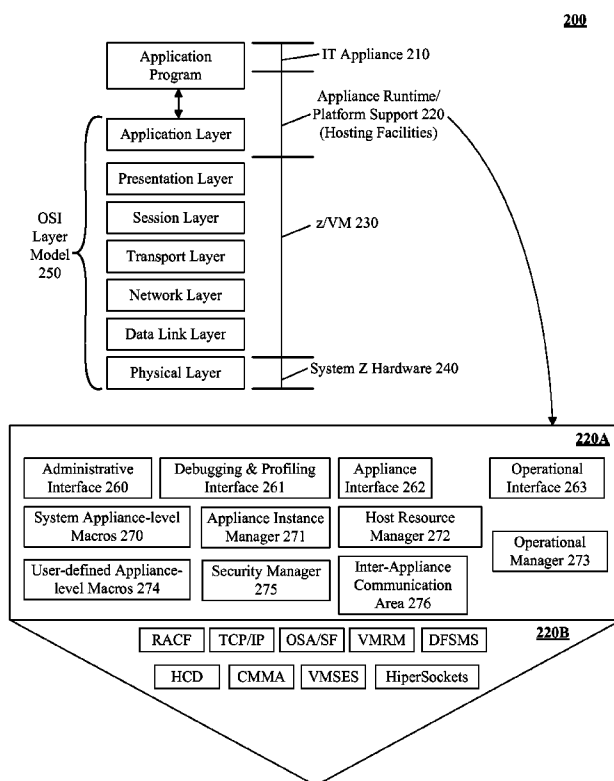 200
Application
Program
IT Appliance 210
Appliance Runtime/
Platform Support 220
(Hosting Facilities)
Application Layer
Presentation Layer
Session Layer
Transport Layer
Network Layer
Data Link Layer
Physical Layer
OSI
Layer
Model
250
z/VM 230
System Z Hardware 240
220A
Administrative
Interface 260
Debugging & Profiling
Interface 261
Appliance
Interface 262
Operational
Interface 263
System Appliance-level
Macros 270
Appliance Instance
Manager 271
Host Resource
Manager 272
Operational
Manager 273
User-defined Appliance-
level Macros 274
Security Manager
275
Inter-Appliance
Communication
Area 276
220B
RACF
TCP/IP
OSA/SF
VMRM
DFSMS
HCD
CMMA
VMSES
HiperSockets